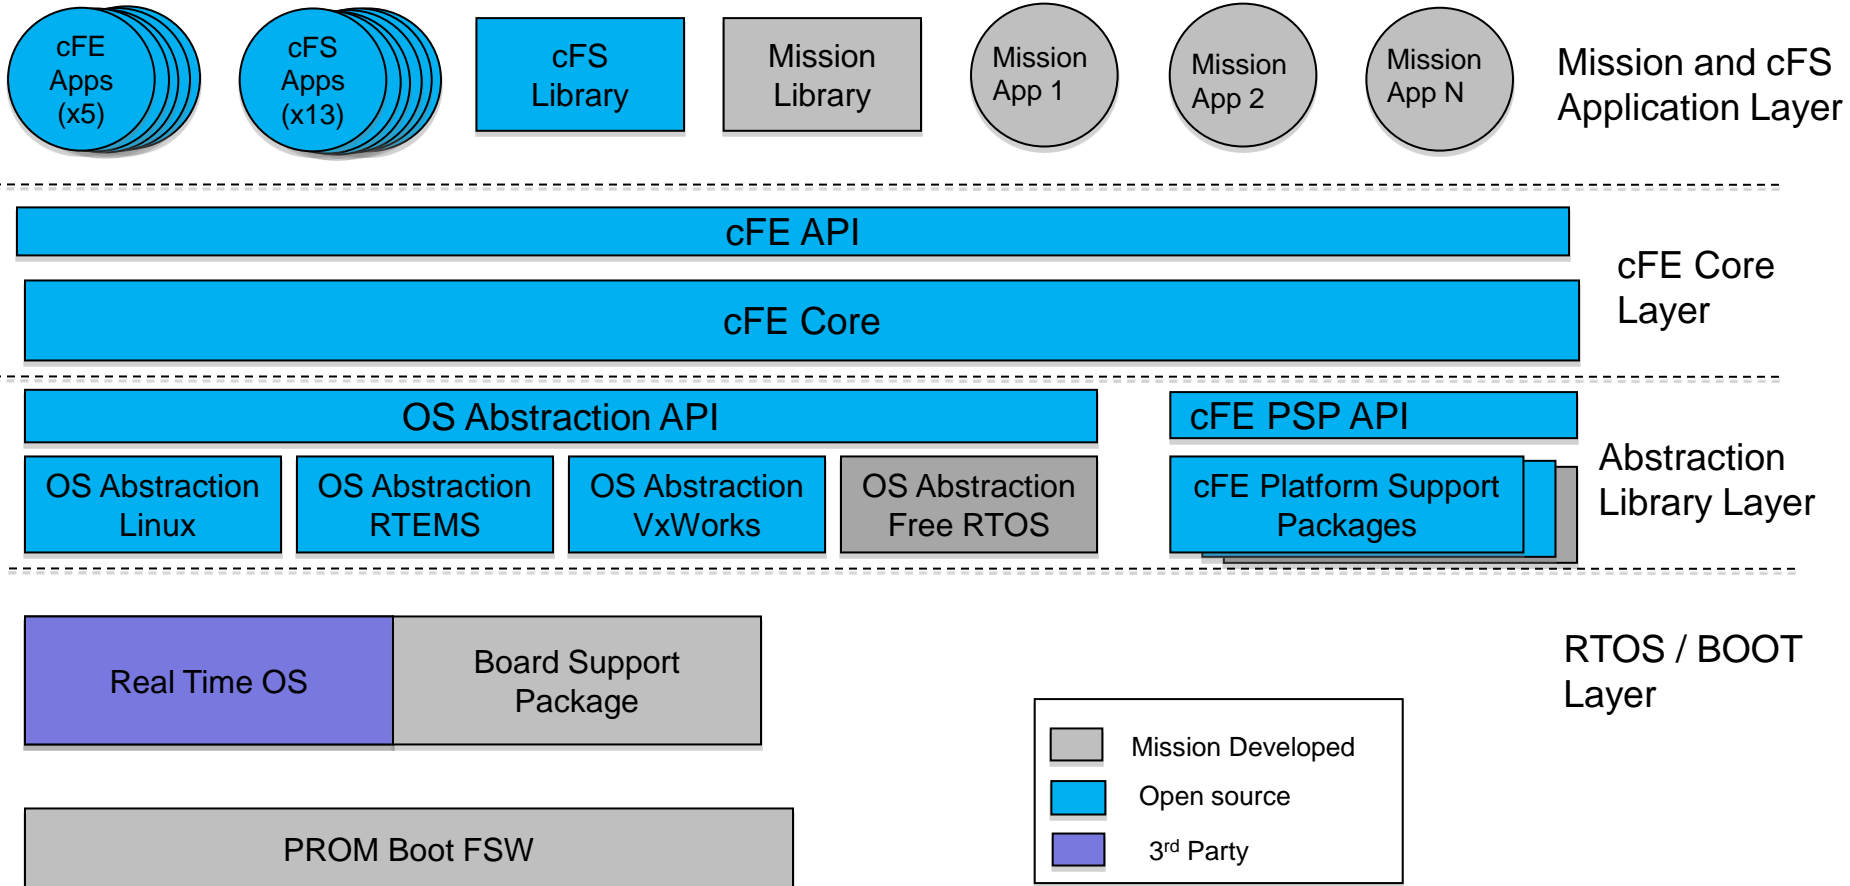 cFE
Apps
(x5)
cFS
Apps
(x13)
cFS
Library
Mission
Library
Mission
App 1
Mission
App 2
Mission
App N
Mission and cFS
Application Layer
cFE API
cFE Core
cFE Core
Layer
OS Abstraction API
cFE PSP API
OS Abstraction
Linux
OS Abstraction
RTEMS
OS Abstraction
VxWorks
OS Abstraction
Free RTOS
cFE Platform Support
Packages
Abstraction
Library Layer
Real Time OS
Board Support
Package
RTOS / BOOT
Layer
PROM Boot FSW
Mission Developed
Open source
3rd Party